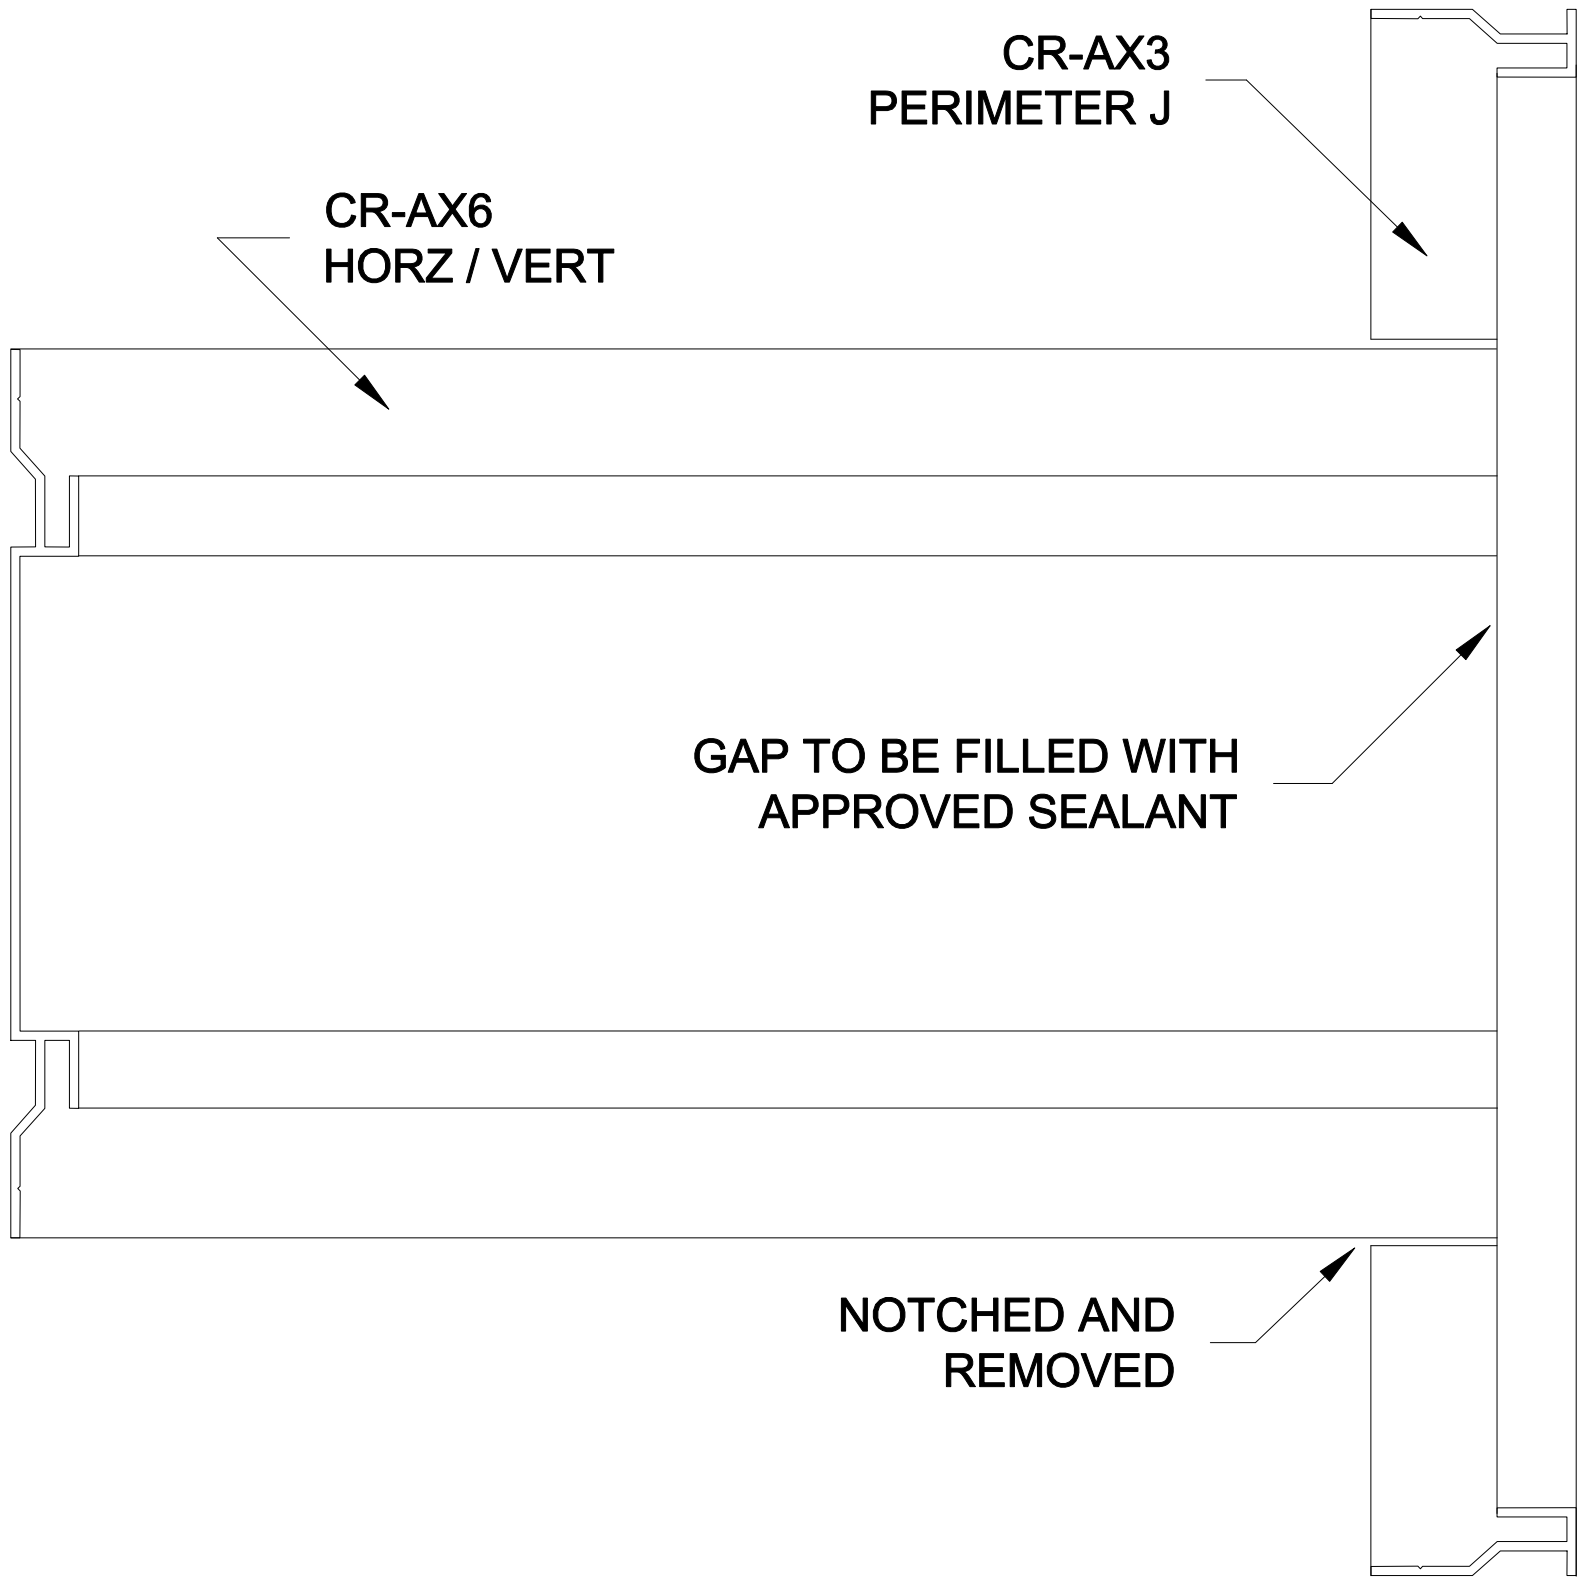 CR-AX3
PERIMETER J
CR-AX6
HORZ / VERT
GAP TO BE FILLED WITH
APPROVED SEALANT
NOTCHED AND
REMOVED